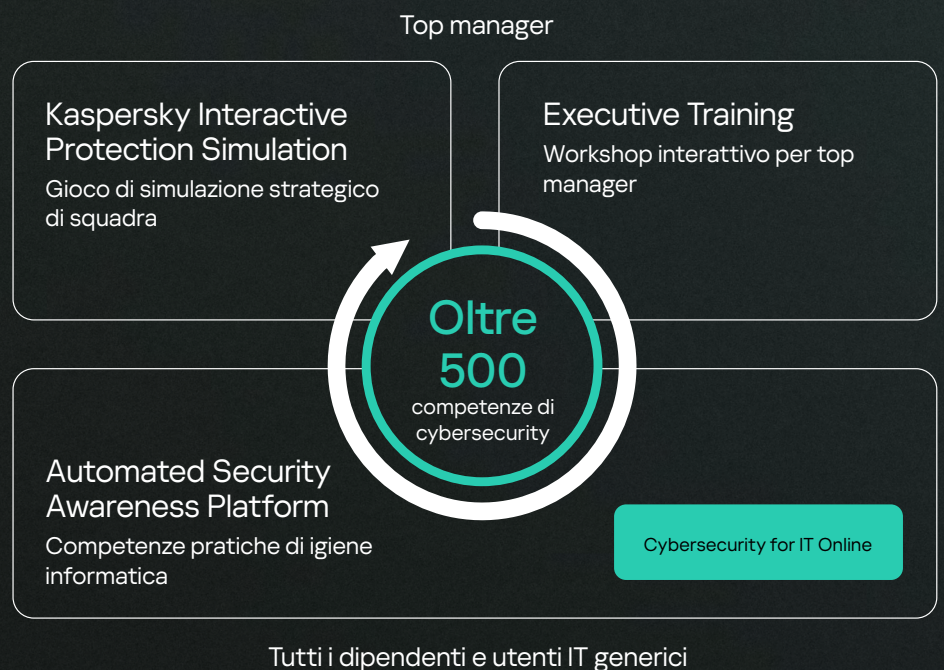 Top manager
Kaspersky Interactive
Protection Simulation
Gioco di simulazione strategico
di squadra
Executive Training
Workshop interattivo per top
manager
Oltre
500
competenze di
cybersecurity
Automated Security
Awareness Platform
Competenze pratiche di igiene
informatica
Cybersecurity for IT Online
Tutti i dipendenti e utenti IT generici